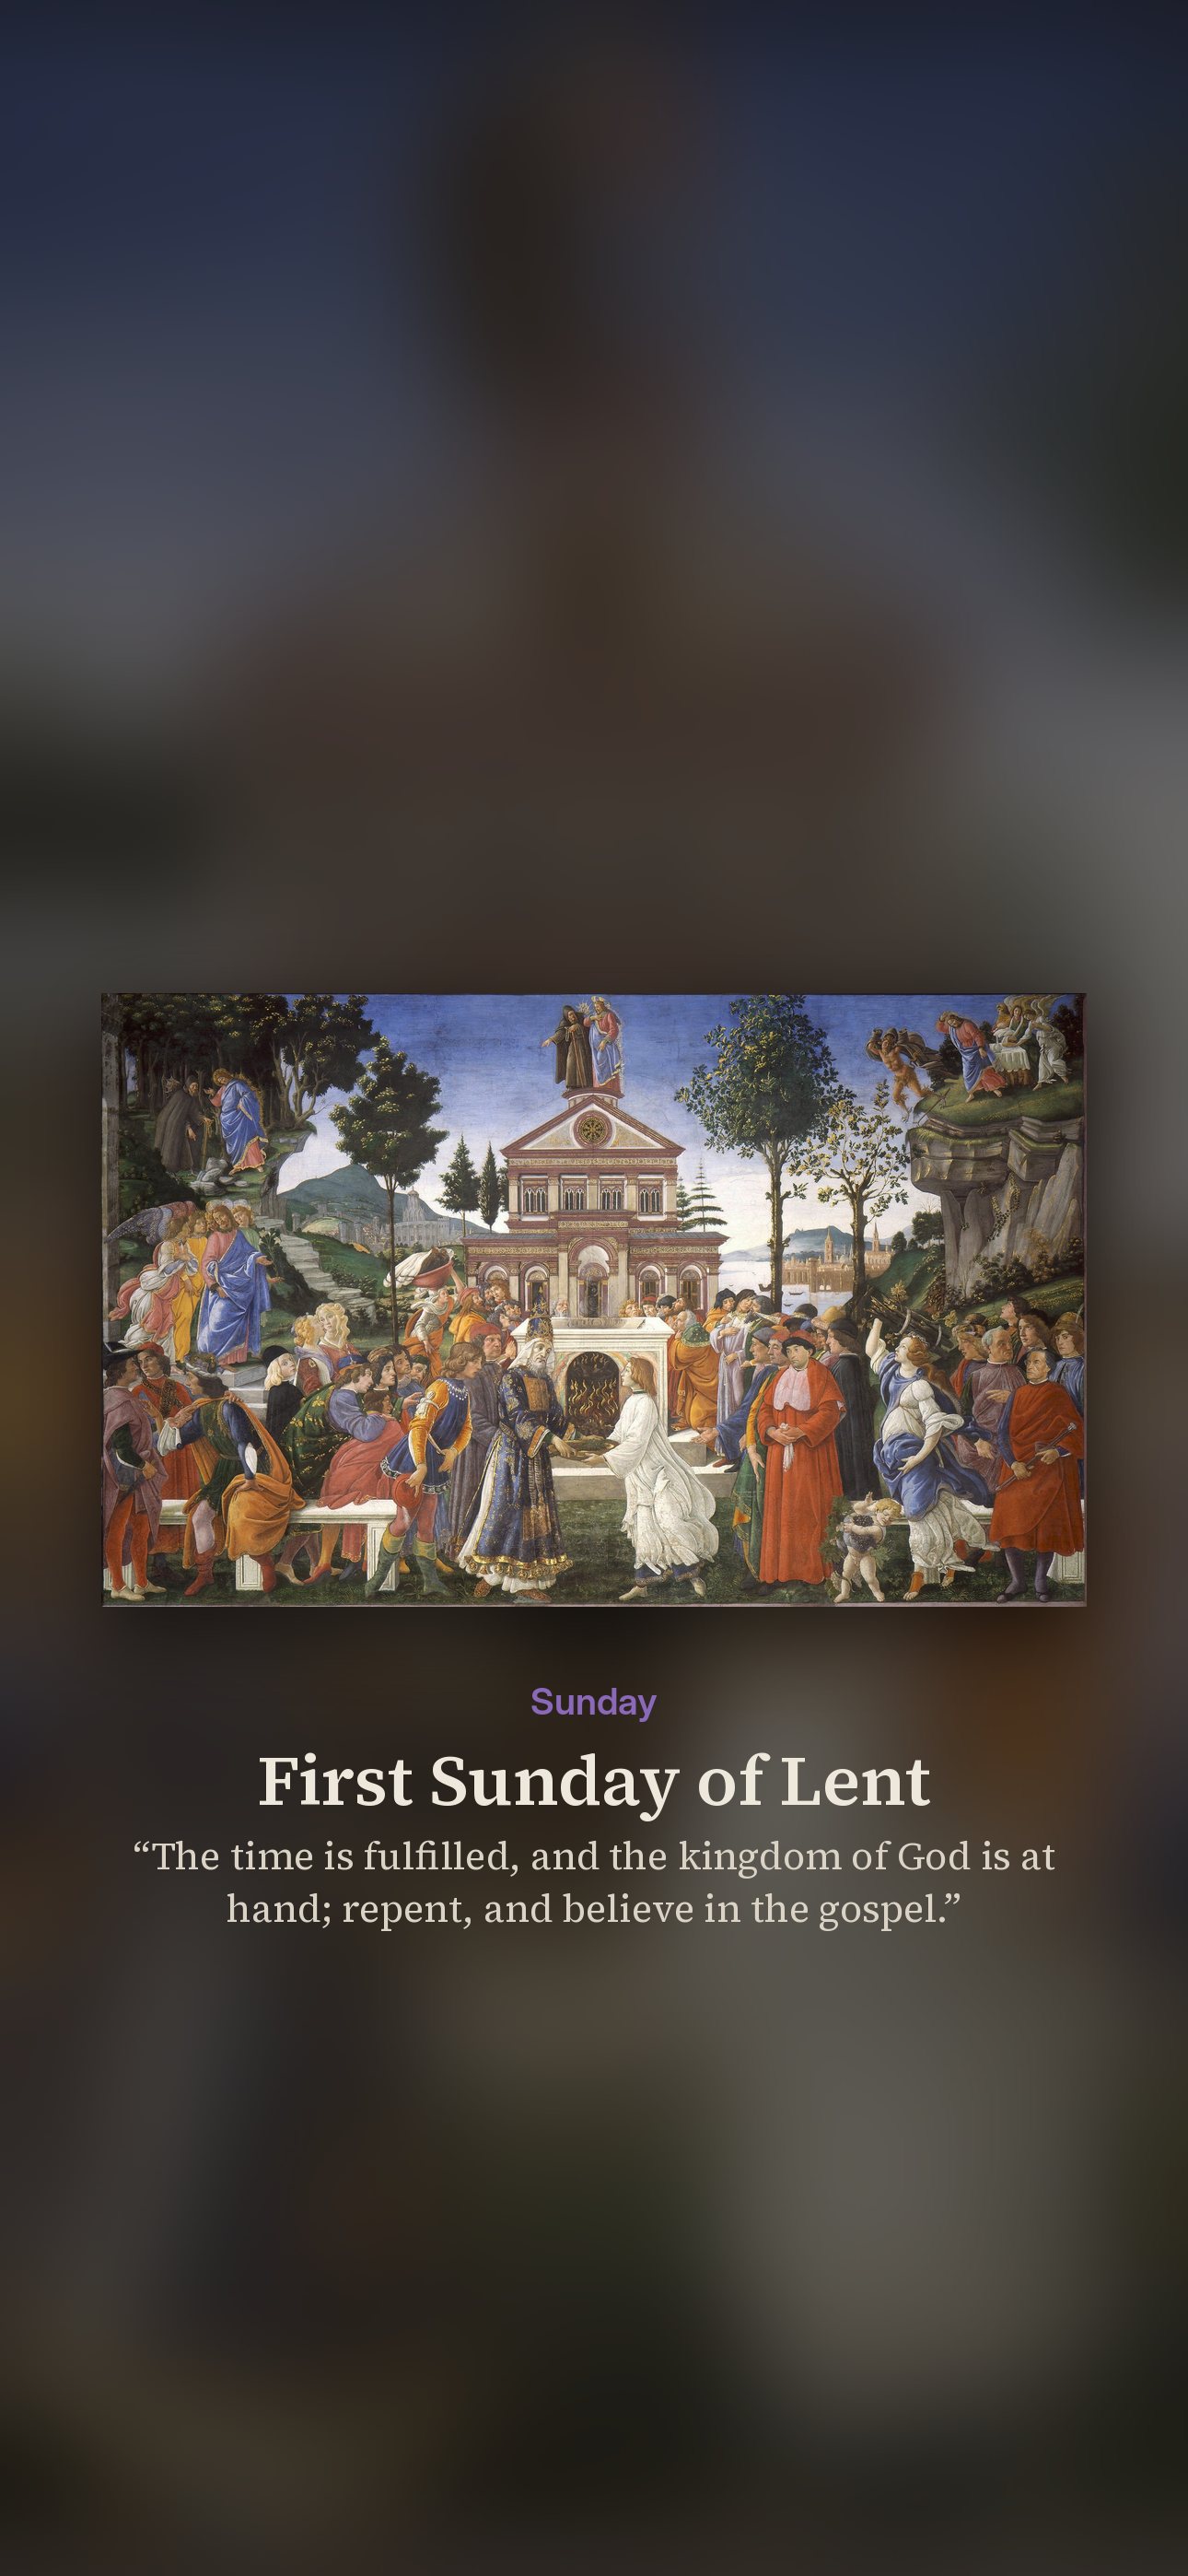 Sunday
First Sunday of Lent
“The time is fulfilled, and the kingdom of God is at
hand; repent, and believe in the gospel.”